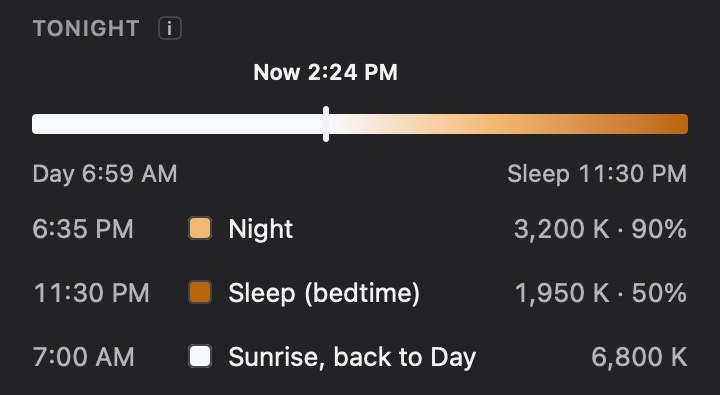 TONIGHT i
Now 2:24 PM
Day 6:59 AM Sleep 11:30 PM
6:35 PM Night 3,200 K · 90%
11:30 PM Sleep (bedtime) 1,950 K · 50%
7:00 AM Sunrise, back to Day 6,800 K